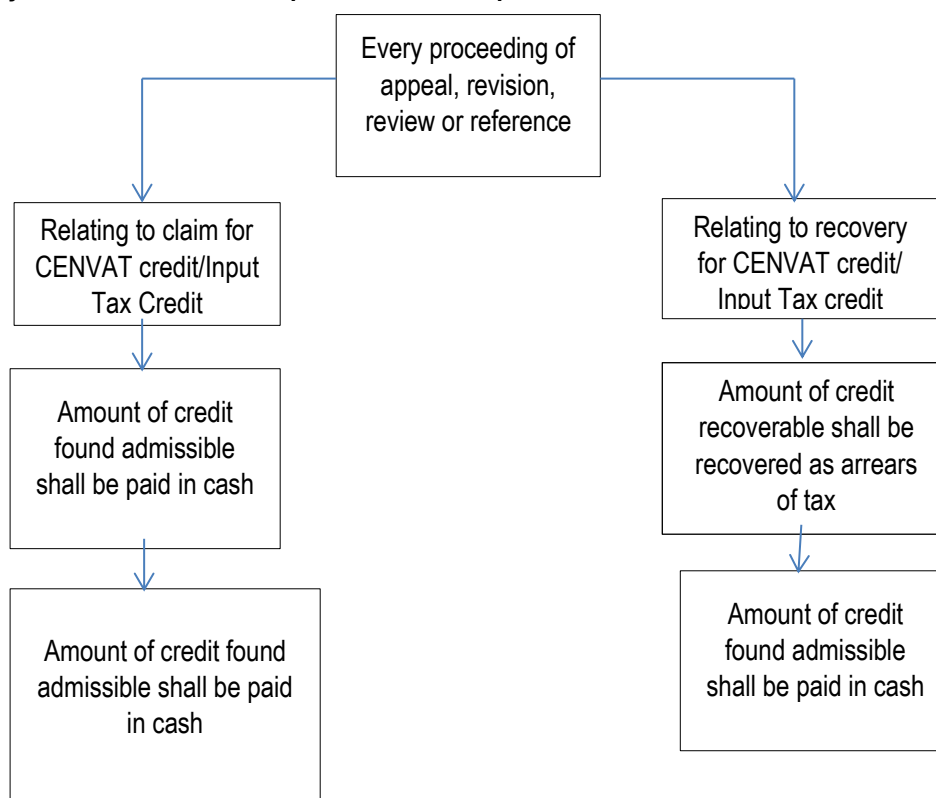 Every proceeding of
appeal, revision,
review or reference
Relating to claim for
CENVAT credit/Input
Tax Credit
Relating to recovery
for CENVAT credit/
Input Tax credit
Amount of credit
found admissible
shall be paid in cash
Amount of credit
recoverable shall be
recovered as arrears
of tax
Amount of credit found
admissible shall be paid
in cash
Amount of credit
found admissible
shall be paid in cash